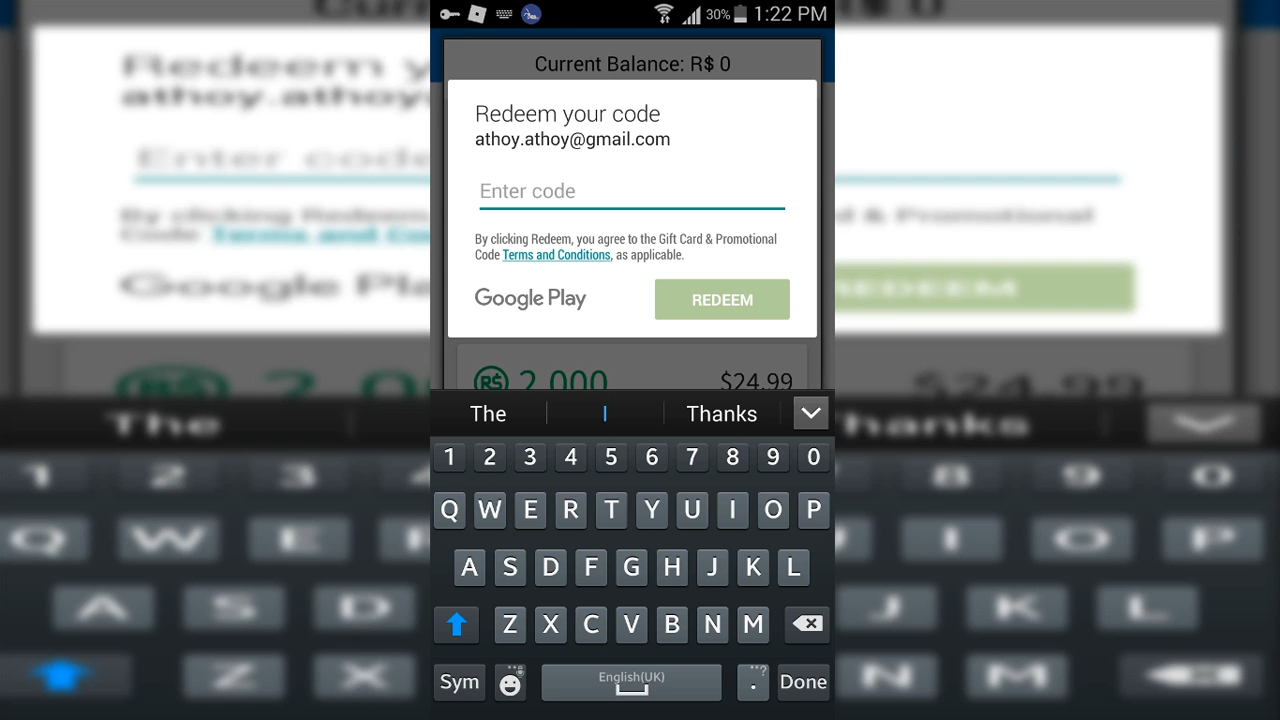 30% 1:22 PM
Current Balance: R$ 0
Redeem your code
athoy.athoy@gmail.com
Enter code
By clicking Redeem, you agree to the Gift Card & Promotional
Code Terms and Conditions, as applicable.
Google Play REDEEM
R$ 2,000 $24.99
The I Thanks
1 2 3 4 5 6 7 8 9 0
Q W E R T Y U I O P
A S D F G H J K L
Z X C V B N M
Sym English(UK) . ...? Done